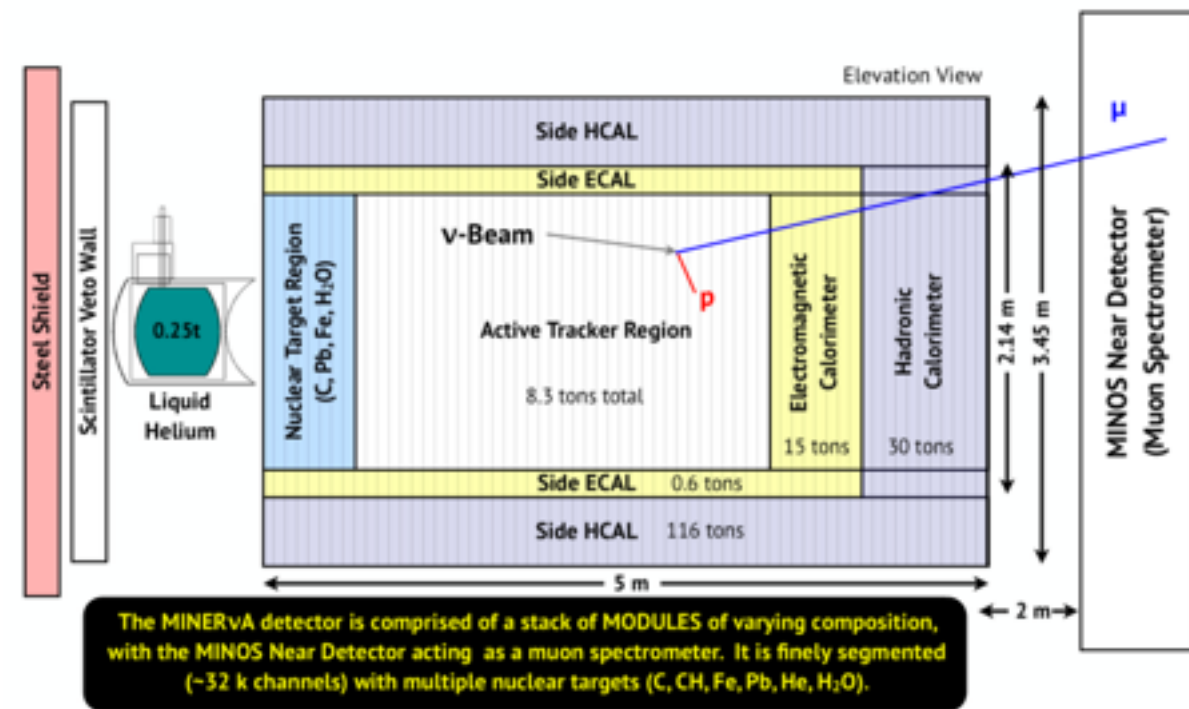 Elevation View
Steel Shield
Scintillator Veto Wall
0.25t
Liquid
Helium
Side HCAL
Side ECAL
Nuclear Target Region
(C, Pb, Fe, H₂O)
ν-Beam
p
μ
Active Tracker Region
8.3 tons total
Electromagnetic
Calorimeter
15 tons
Hadronic
Calorimeter
30 tons
Side ECAL 0.6 tons
Side HCAL 116 tons
2.14 m
3.45 m
5 m
2 m
MINOS Near Detector
(Muon Spectrometer)
The MINERνA detector is comprised of a stack of MODULES of varying composition,
with the MINOS Near Detector acting as a muon spectrometer. It is finely segmented
(~32 k channels) with multiple nuclear targets (C, CH, Fe, Pb, He, H₂O).